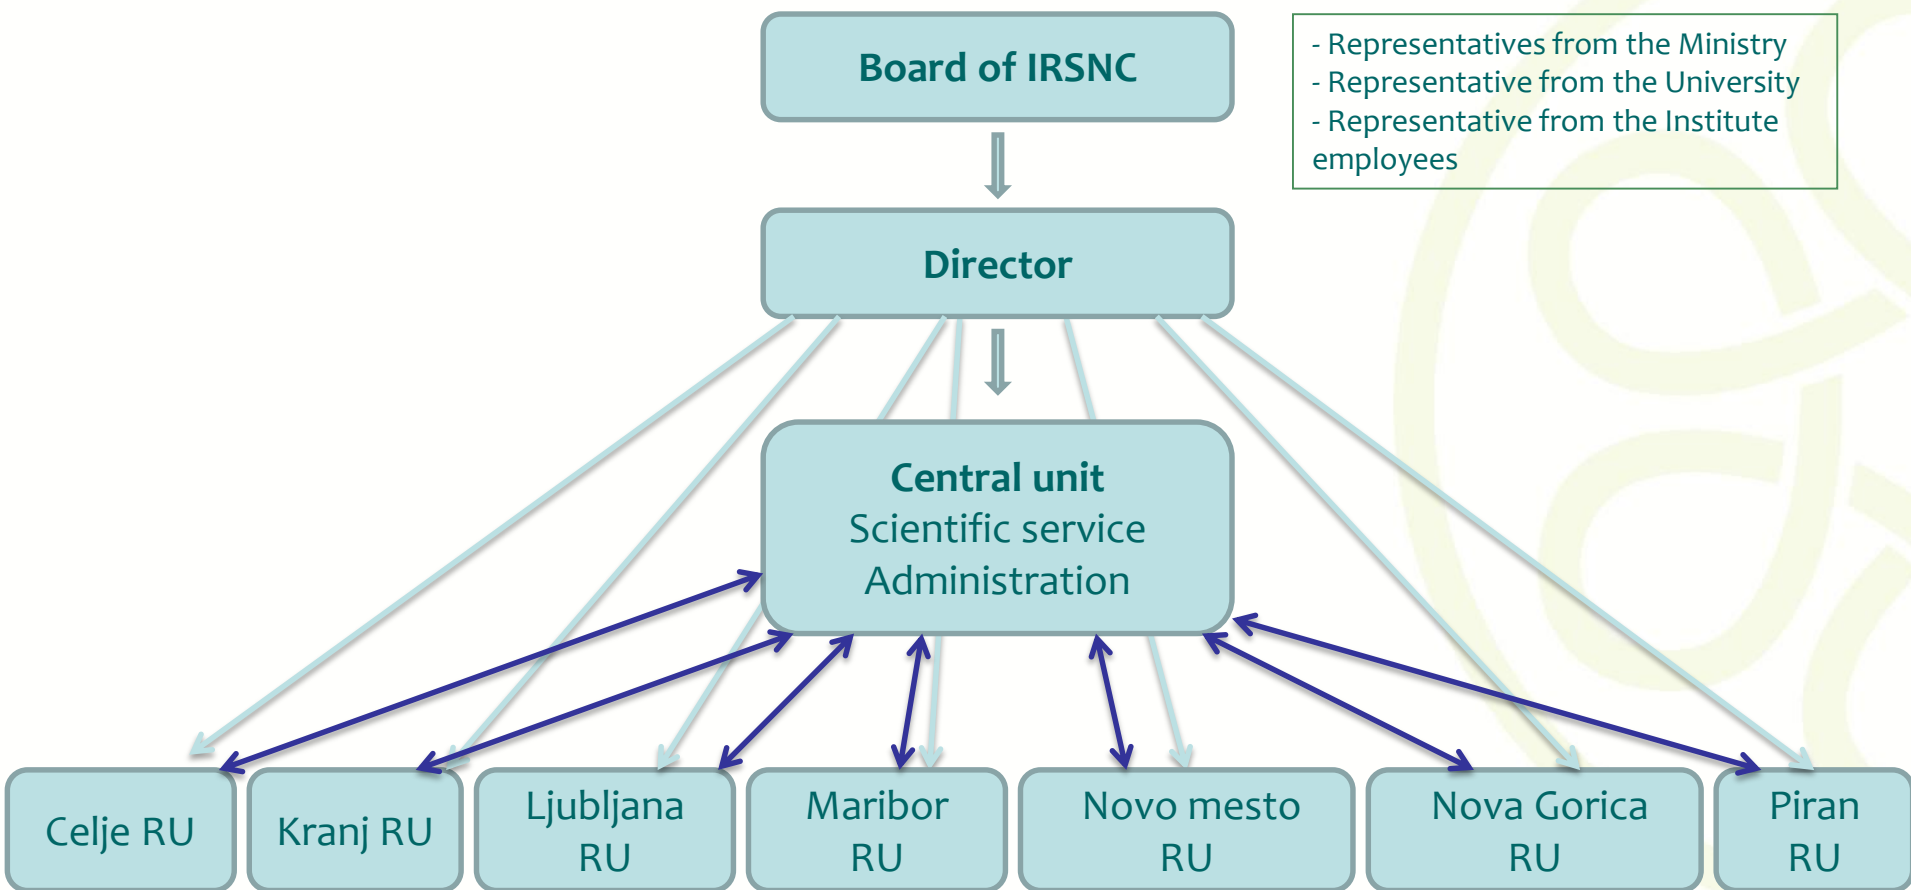 Board of IRSNC
- Representatives from the Ministry
- Representative from the University
- Representative from the Institute
employees
Director
Central unit
Scientific service
Administration
Celje RU
Kranj RU
Ljubljana
RU
Maribor
RU
Novo mesto
RU
Nova Gorica
RU
Piran
RU